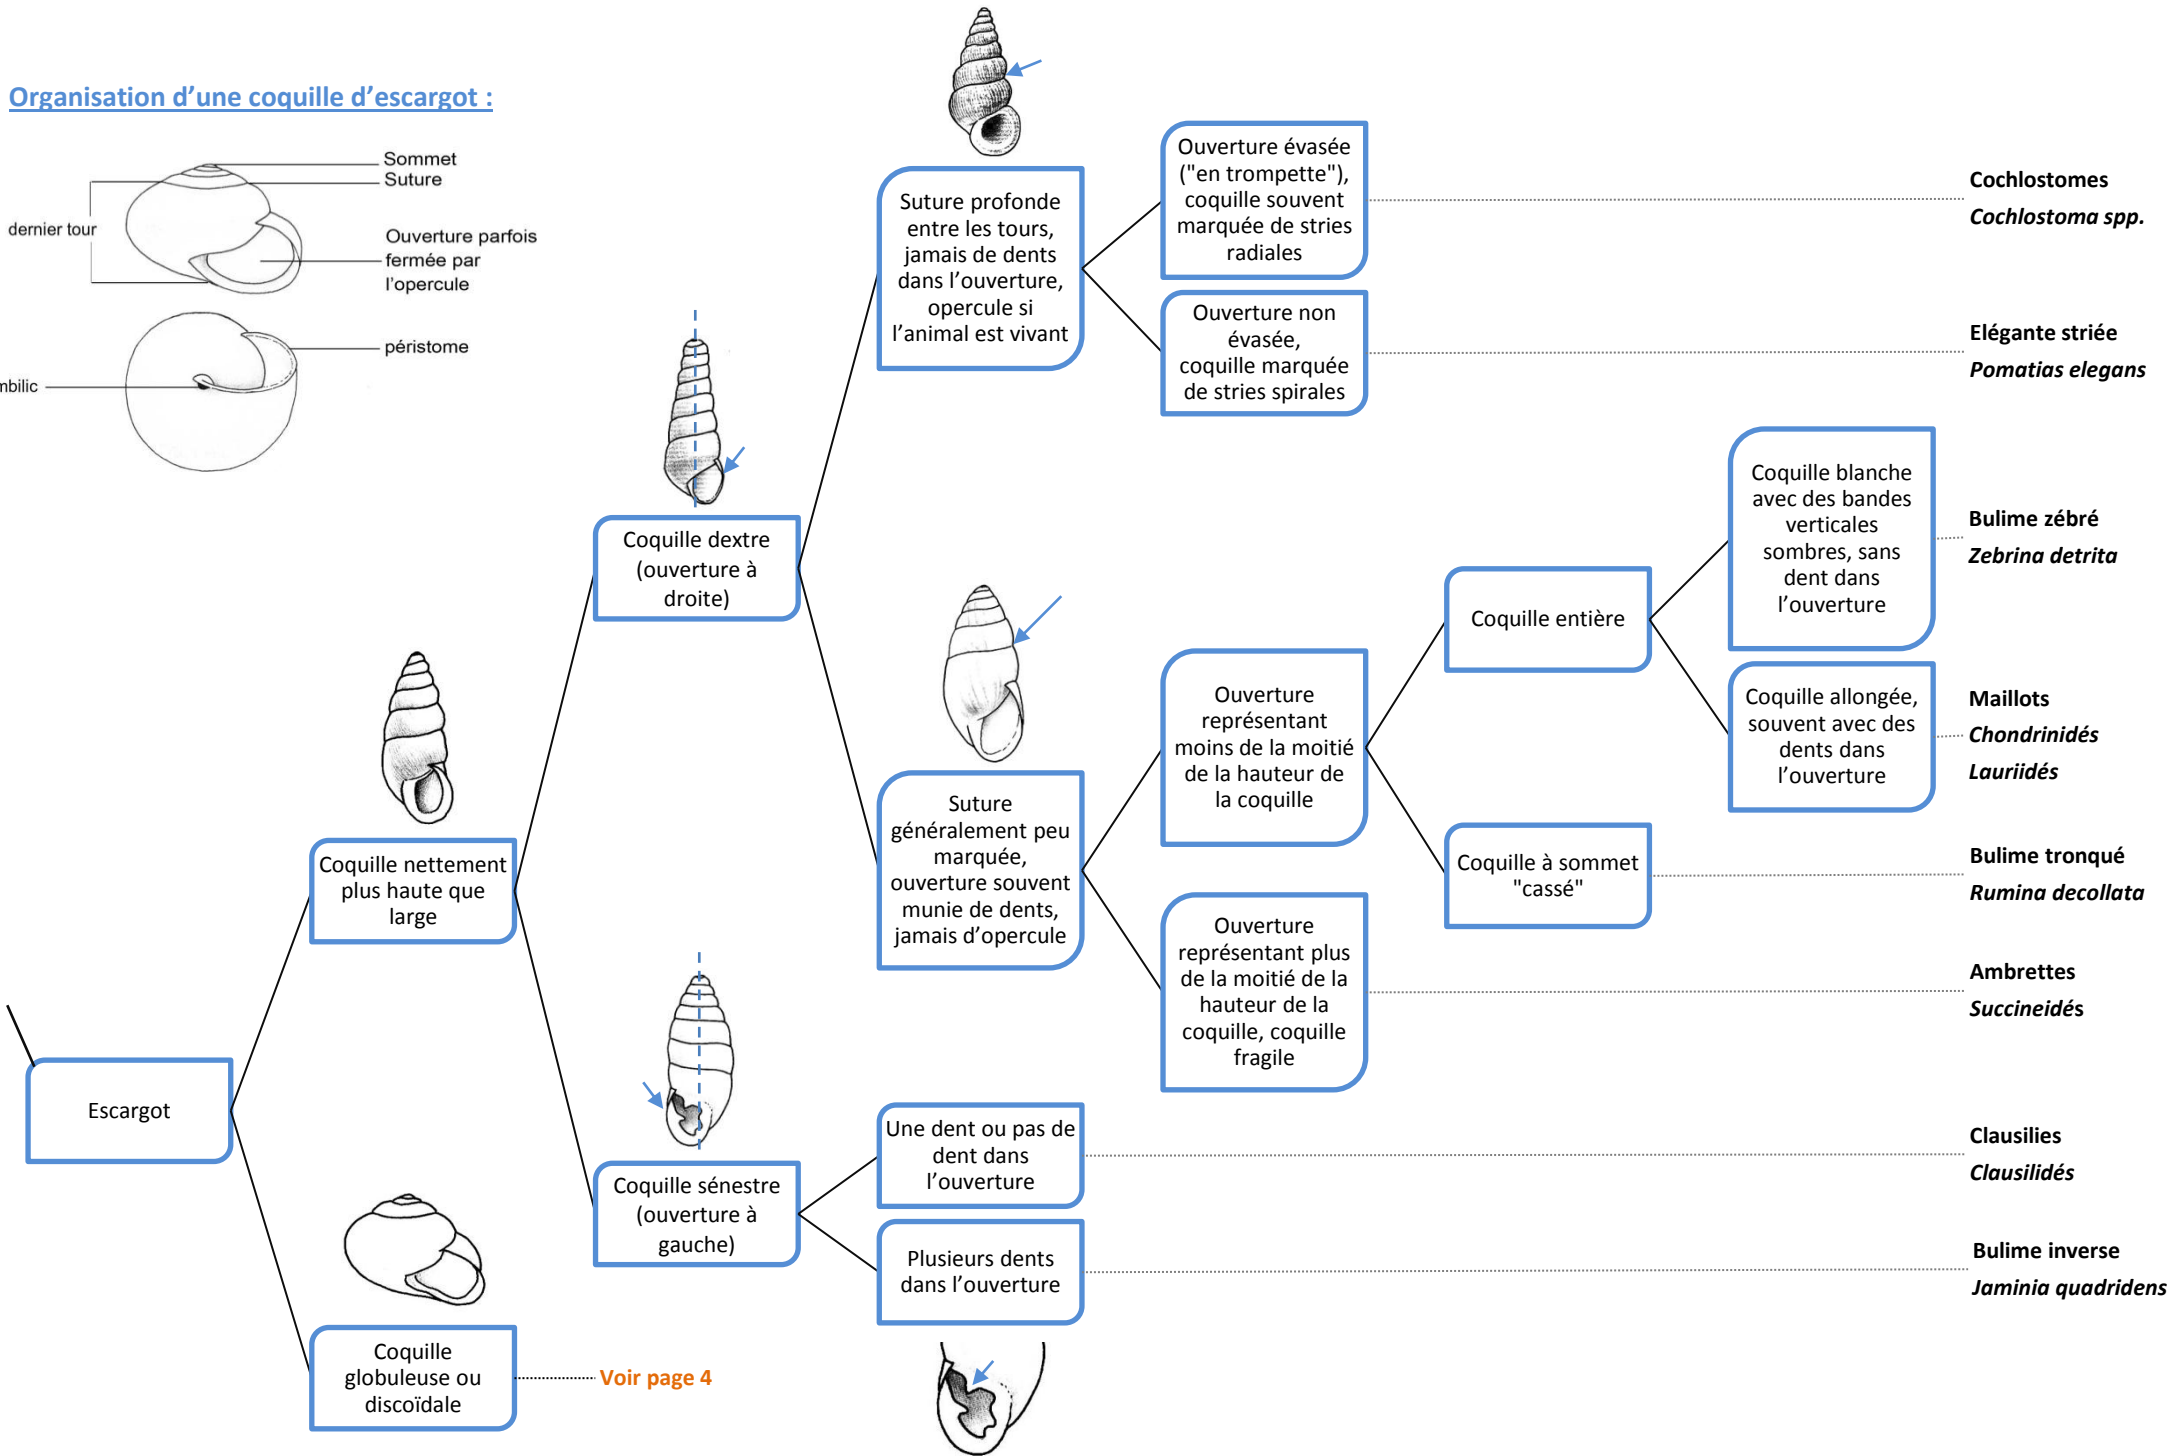 Organisation d'une coquille d'escargot :
Sommet
Suture
dernier tour
Ouverture parfois
fermée par
l'opercule
péristome
mbilic
Escargot
Coquille nettement
plus haute que
large
Coquille globuleuse ou
discoïdale
Voir page 4
Coquille dextre
(ouverture à
droite)
Coquille sénestre
(ouverture à
gauche)
Suture profonde
entre les tours,
jamais de dents
dans l'ouverture,
opercule si
l'animal est vivant
Suture
généralement peu
marquée,
ouverture souvent
munie de dents,
jamais d'opercule
Une dent ou pas de
dent dans
l'ouverture
Plusieurs dents
dans l'ouverture
Ouverture évasée
("en trompette"),
coquille souvent
marquée de stries
radiales
Ouverture non
évasée,
coquille marquée
de stries spirales
Ouverture
représentant
moins de la moitié
de la hauteur de
la coquille
Ouverture
représentant plus
de la moitié de la
hauteur de la
coquille, coquille
fragile
Coquille entière
Coquille à sommet
"cassé"
Coquille blanche
avec des bandes
verticales
sombres, sans
dent dans
l'ouverture
Coquille allongée,
souvent avec des
dents dans
l'ouverture
Cochlostomes
Cochlostoma spp.
Elégante striée
Pomatias elegans
Bulime zébré
Zebrina detrita
Maillots
Chondrinidés
Lauriidés
Bulime tronqué
Rumina decollata
Ambrettes
Succineidés
Clausilies
Clausilidés
Bulime inverse
Jaminia quadridens